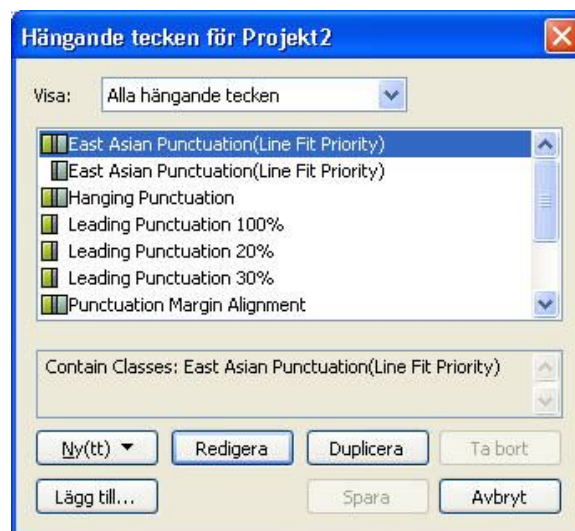 Hängande tecken för Projekt2
Visa: Alla hängande tecken
East Asian Punctuation(Line Fit Priority)
East Asian Punctuation(Line Fit Priority)
Hanging Punctuation
Leading Punctuation 100%
Leading Punctuation 20%
Leading Punctuation 30%
Punctuation Margin Alignment
Contain Classes: East Asian Punctuation(Line Fit Priority)
Ny(tt) Redigera Duplicera Ta bort
Lägg till... Spara Avbryt